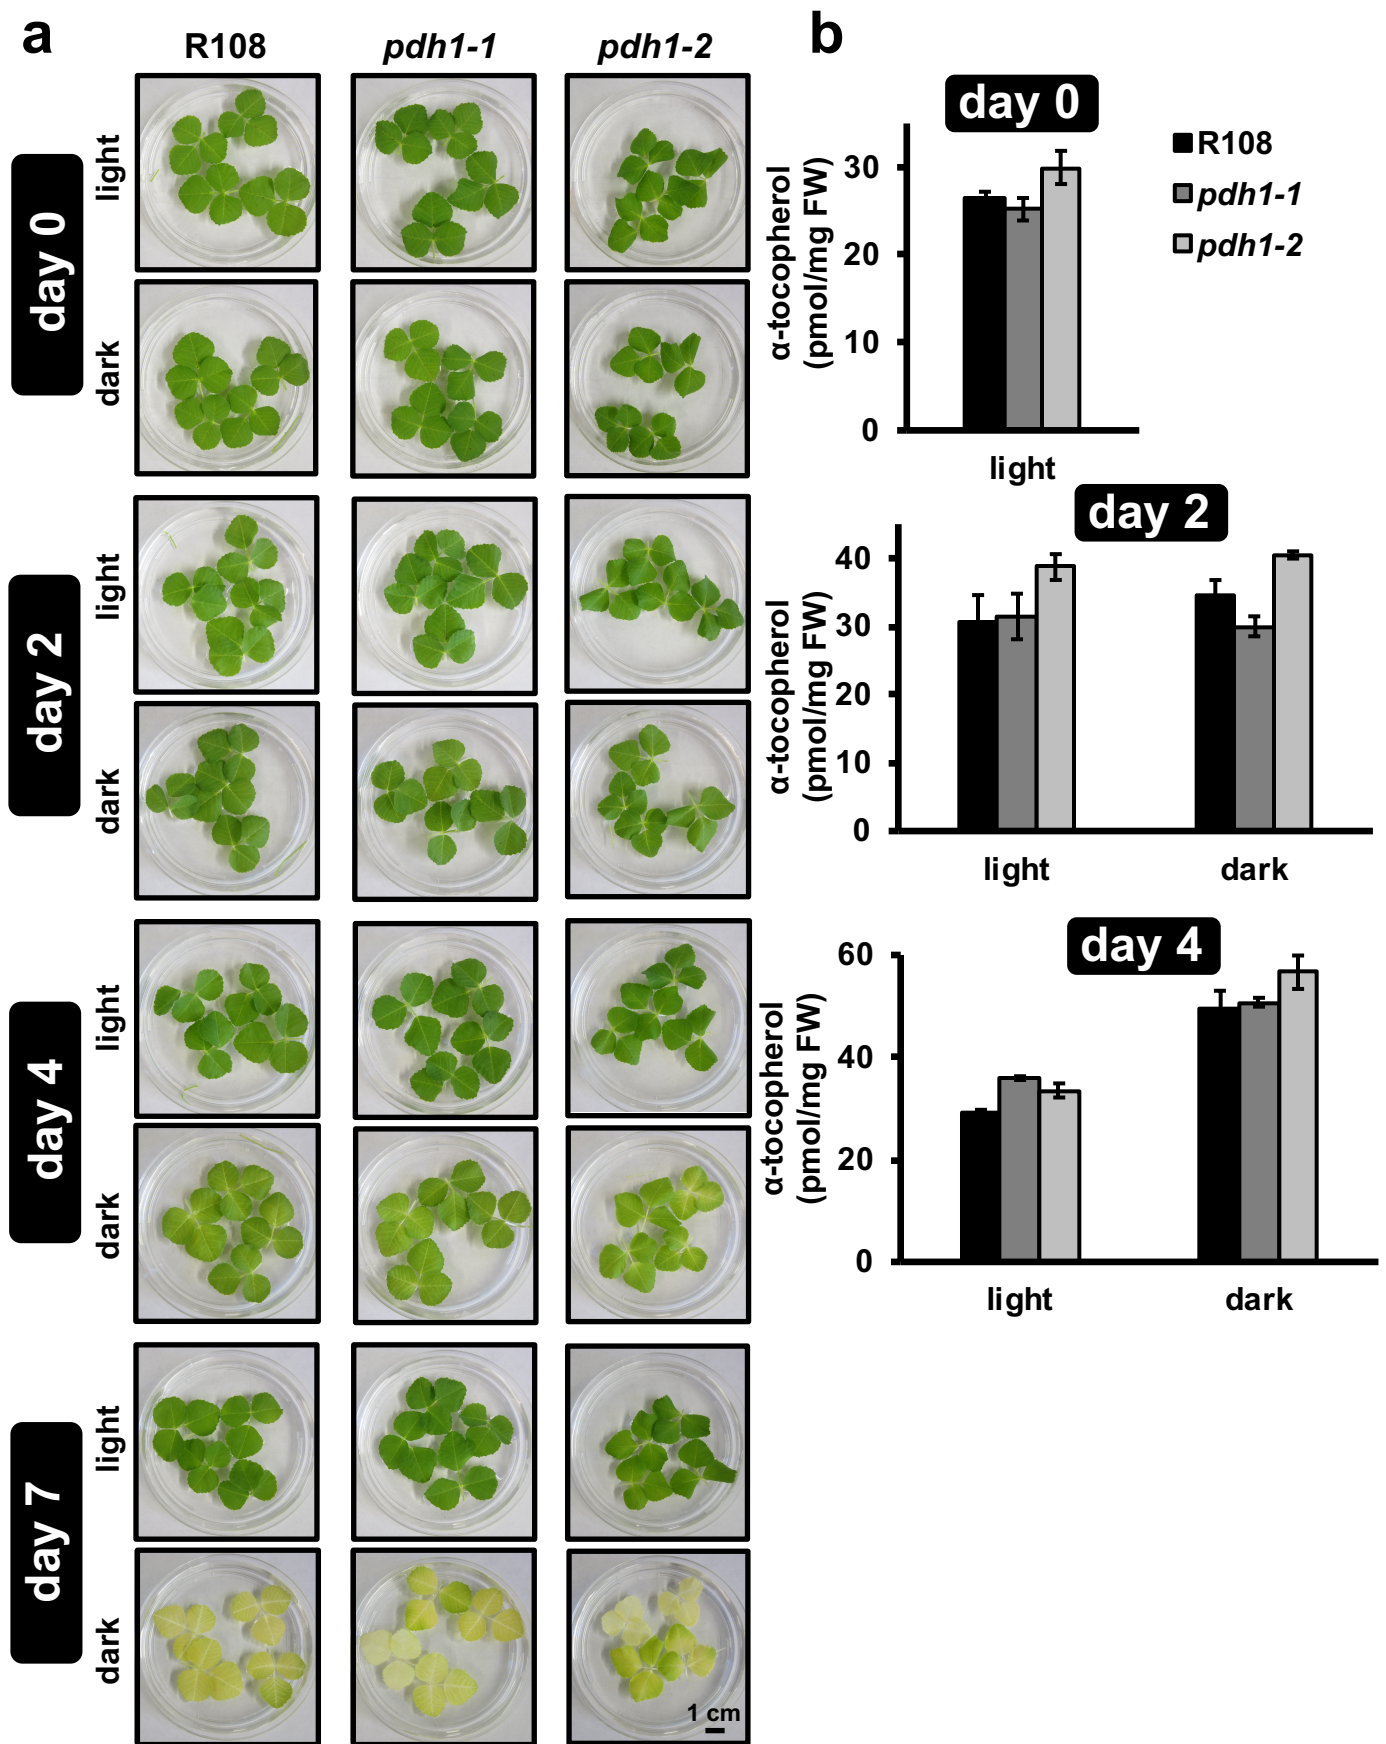 a
R108
pdh1-1
pdh1-2
day 0
light
dark
day 2
light
dark
day 4
light
dark
day 7
light
dark
1 cm
b
day 0
R108
pdh1-1
pdh1-2
α-tocopherol
(pmol/mg FW)
30
20
10
0
light
day 2
α-tocopherol
(pmol/mg FW)
40
30
20
10
0
light
dark
day 4
α-tocopherol
(pmol/mg FW)
60
40
20
0
light
dark